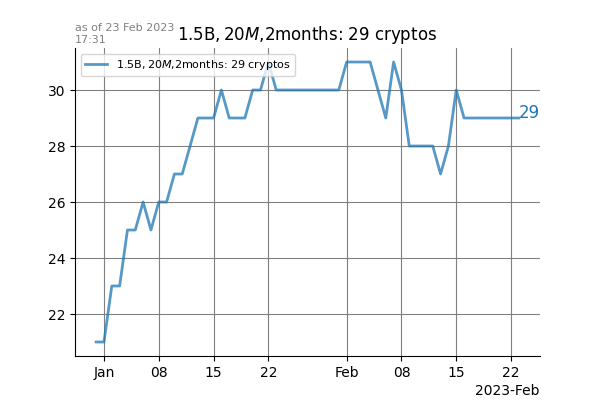 as of 23 Feb 2023
17:31
1.5B, 20M,2months: 29 cryptos
1.5B, 20M,2months: 29 cryptos
30
28
26
24
22
29
Jan 08 15 22 Feb 08 15 22
2023-Feb